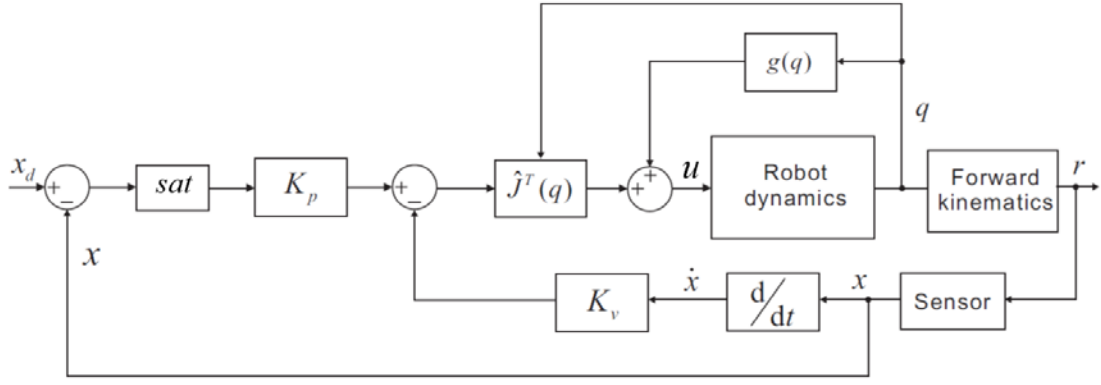 g(q)
q
x_d
+
−
sat
K_p
+
−
Ĵ^T(q)
+
+
u
Robot
dynamics
Forward
kinematics
r
x
K_v
ẋ
d/dt
x
Sensor